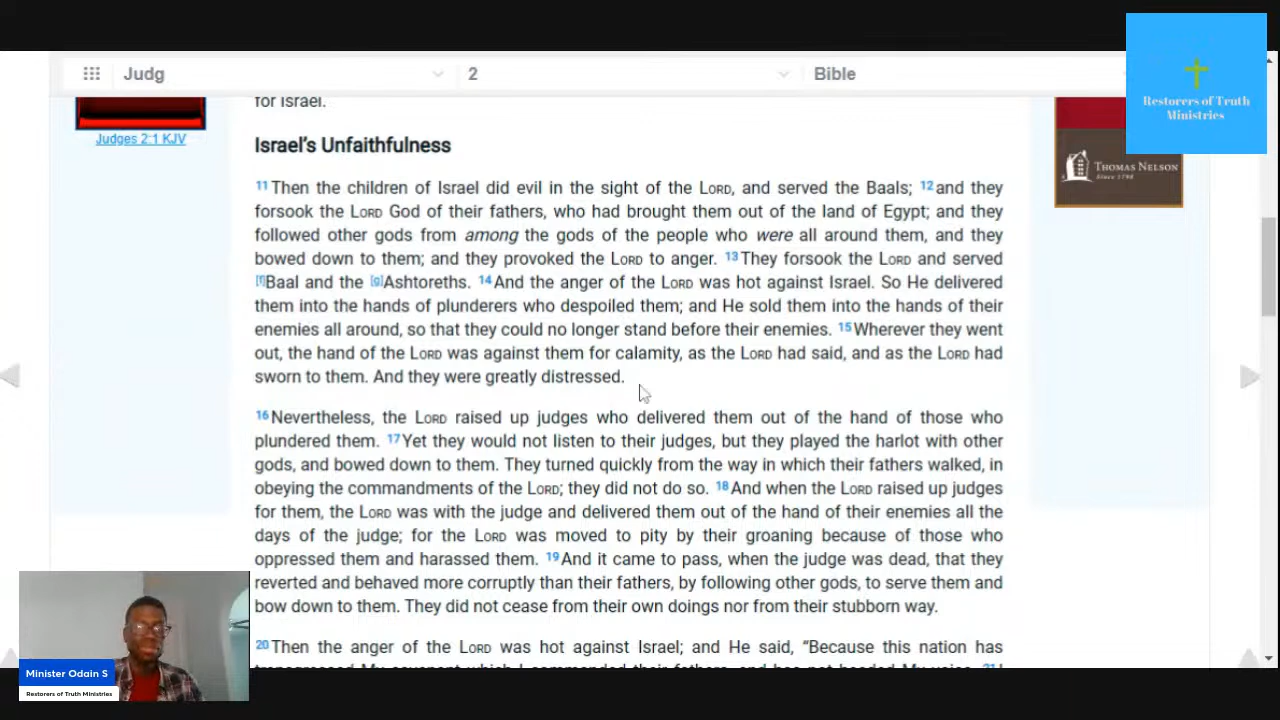 Judg
2
Bible
Restorers of Truth
Ministries
for Israel.
Judges 2:1 KJV
THOMAS NELSON
Since 1798
Israel's Unfaithfulness
11 Then the children of Israel did evil in the sight of the LORD, and served the Baals; 12 and they
forsook the LORD God of their fathers, who had brought them out of the land of Egypt; and they
followed other gods from among the gods of the people who were all around them, and they
bowed down to them; and they provoked the LORD to anger. 13 They forsook the LORD and served
[f]Baal and the [g]Ashtoreths. 14 And the anger of the LORD was hot against Israel. So He delivered
them into the hands of plunderers who despoiled them; and He sold them into the hands of their
enemies all around, so that they could no longer stand before their enemies. 15 Wherever they went
out, the hand of the LORD was against them for calamity, as the LORD had said, and as the LORD had
sworn to them. And they were greatly distressed.
16 Nevertheless, the LORD raised up judges who delivered them out of the hand of those who
plundered them. 17 Yet they would not listen to their judges, but they played the harlot with other
gods, and bowed down to them. They turned quickly from the way in which their fathers walked, in
obeying the commandments of the LORD; they did not do so. 18 And when the LORD raised up judges
for them, the LORD was with the judge and delivered them out of the hand of their enemies all the
days of the judge; for the LORD was moved to pity by their groaning because of those who
oppressed them and harassed them. 19 And it came to pass, when the judge was dead, that they
reverted and behaved more corruptly than their fathers, by following other gods, to serve them and
bow down to them. They did not cease from their own doings nor from their stubborn way.
20 Then the anger of the LORD was hot against Israel; and He said, “Because this nation has
transgressed My covenant which I commanded their fathers, and has not heeded My voice, 21 I
Minister Odain S
Restorers of Truth Ministries